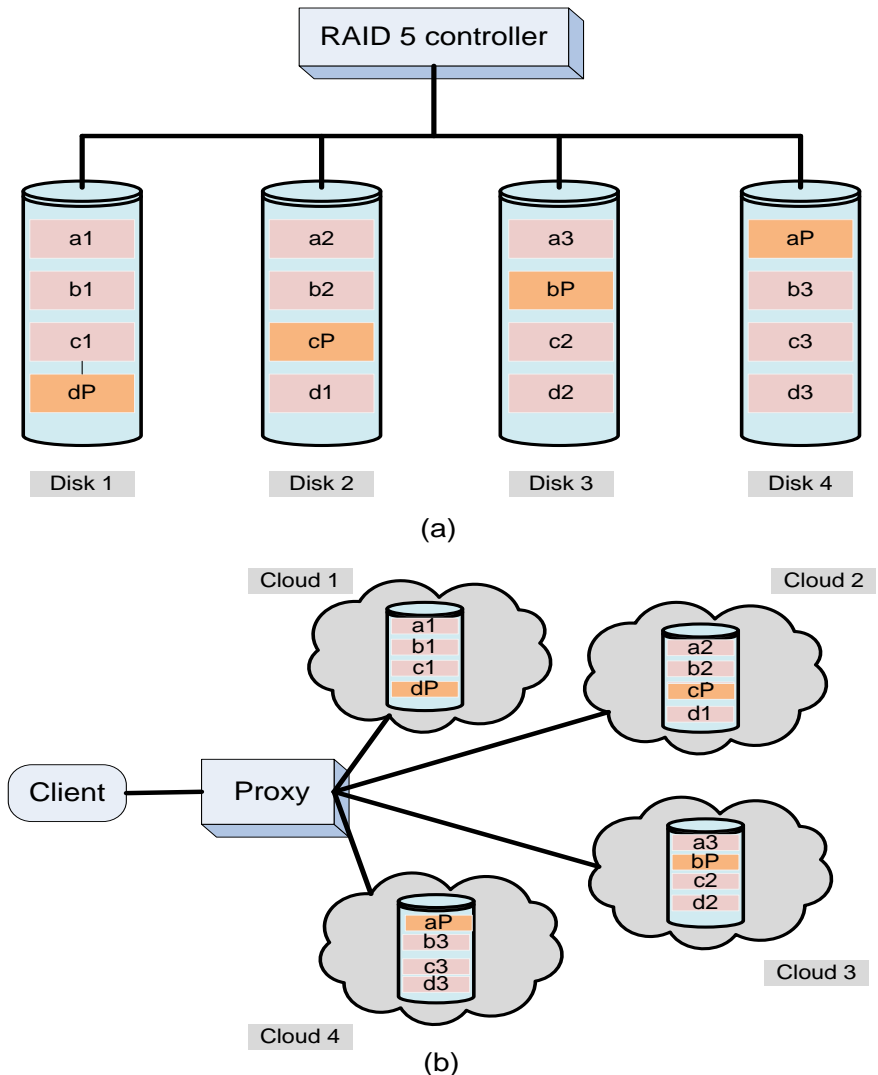 RAID 5 controller
a1 a2 a3 aP
b1 b2 bP b3
c1 cP c2 c3
dP d1 d2 d3
Disk 1 Disk 2 Disk 3 Disk 4
(a)
Cloud 1
a1
b1
c1
dP
Cloud 2
a2
b2
cP
d1
Client
Proxy
a3
bP
c2
d2
Cloud 3
aP
b3
c3
d3
Cloud 4
(b)